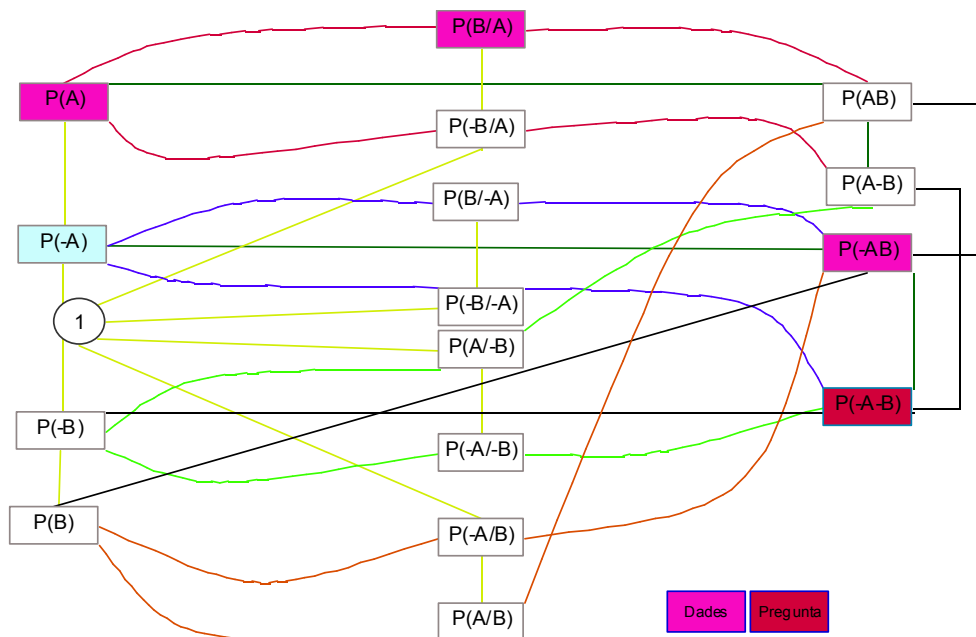 P(B/A)
P(A)
P(AB)
P(-B/A)
P(A-B)
P(B/-A)
P(-A)
P(-AB)
P(-B/-A)
1
P(A/-B)
P(-A-B)
P(-B)
P(-A/-B)
P(B)
P(-A/B)
P(A/B)
Dades
Pregunta